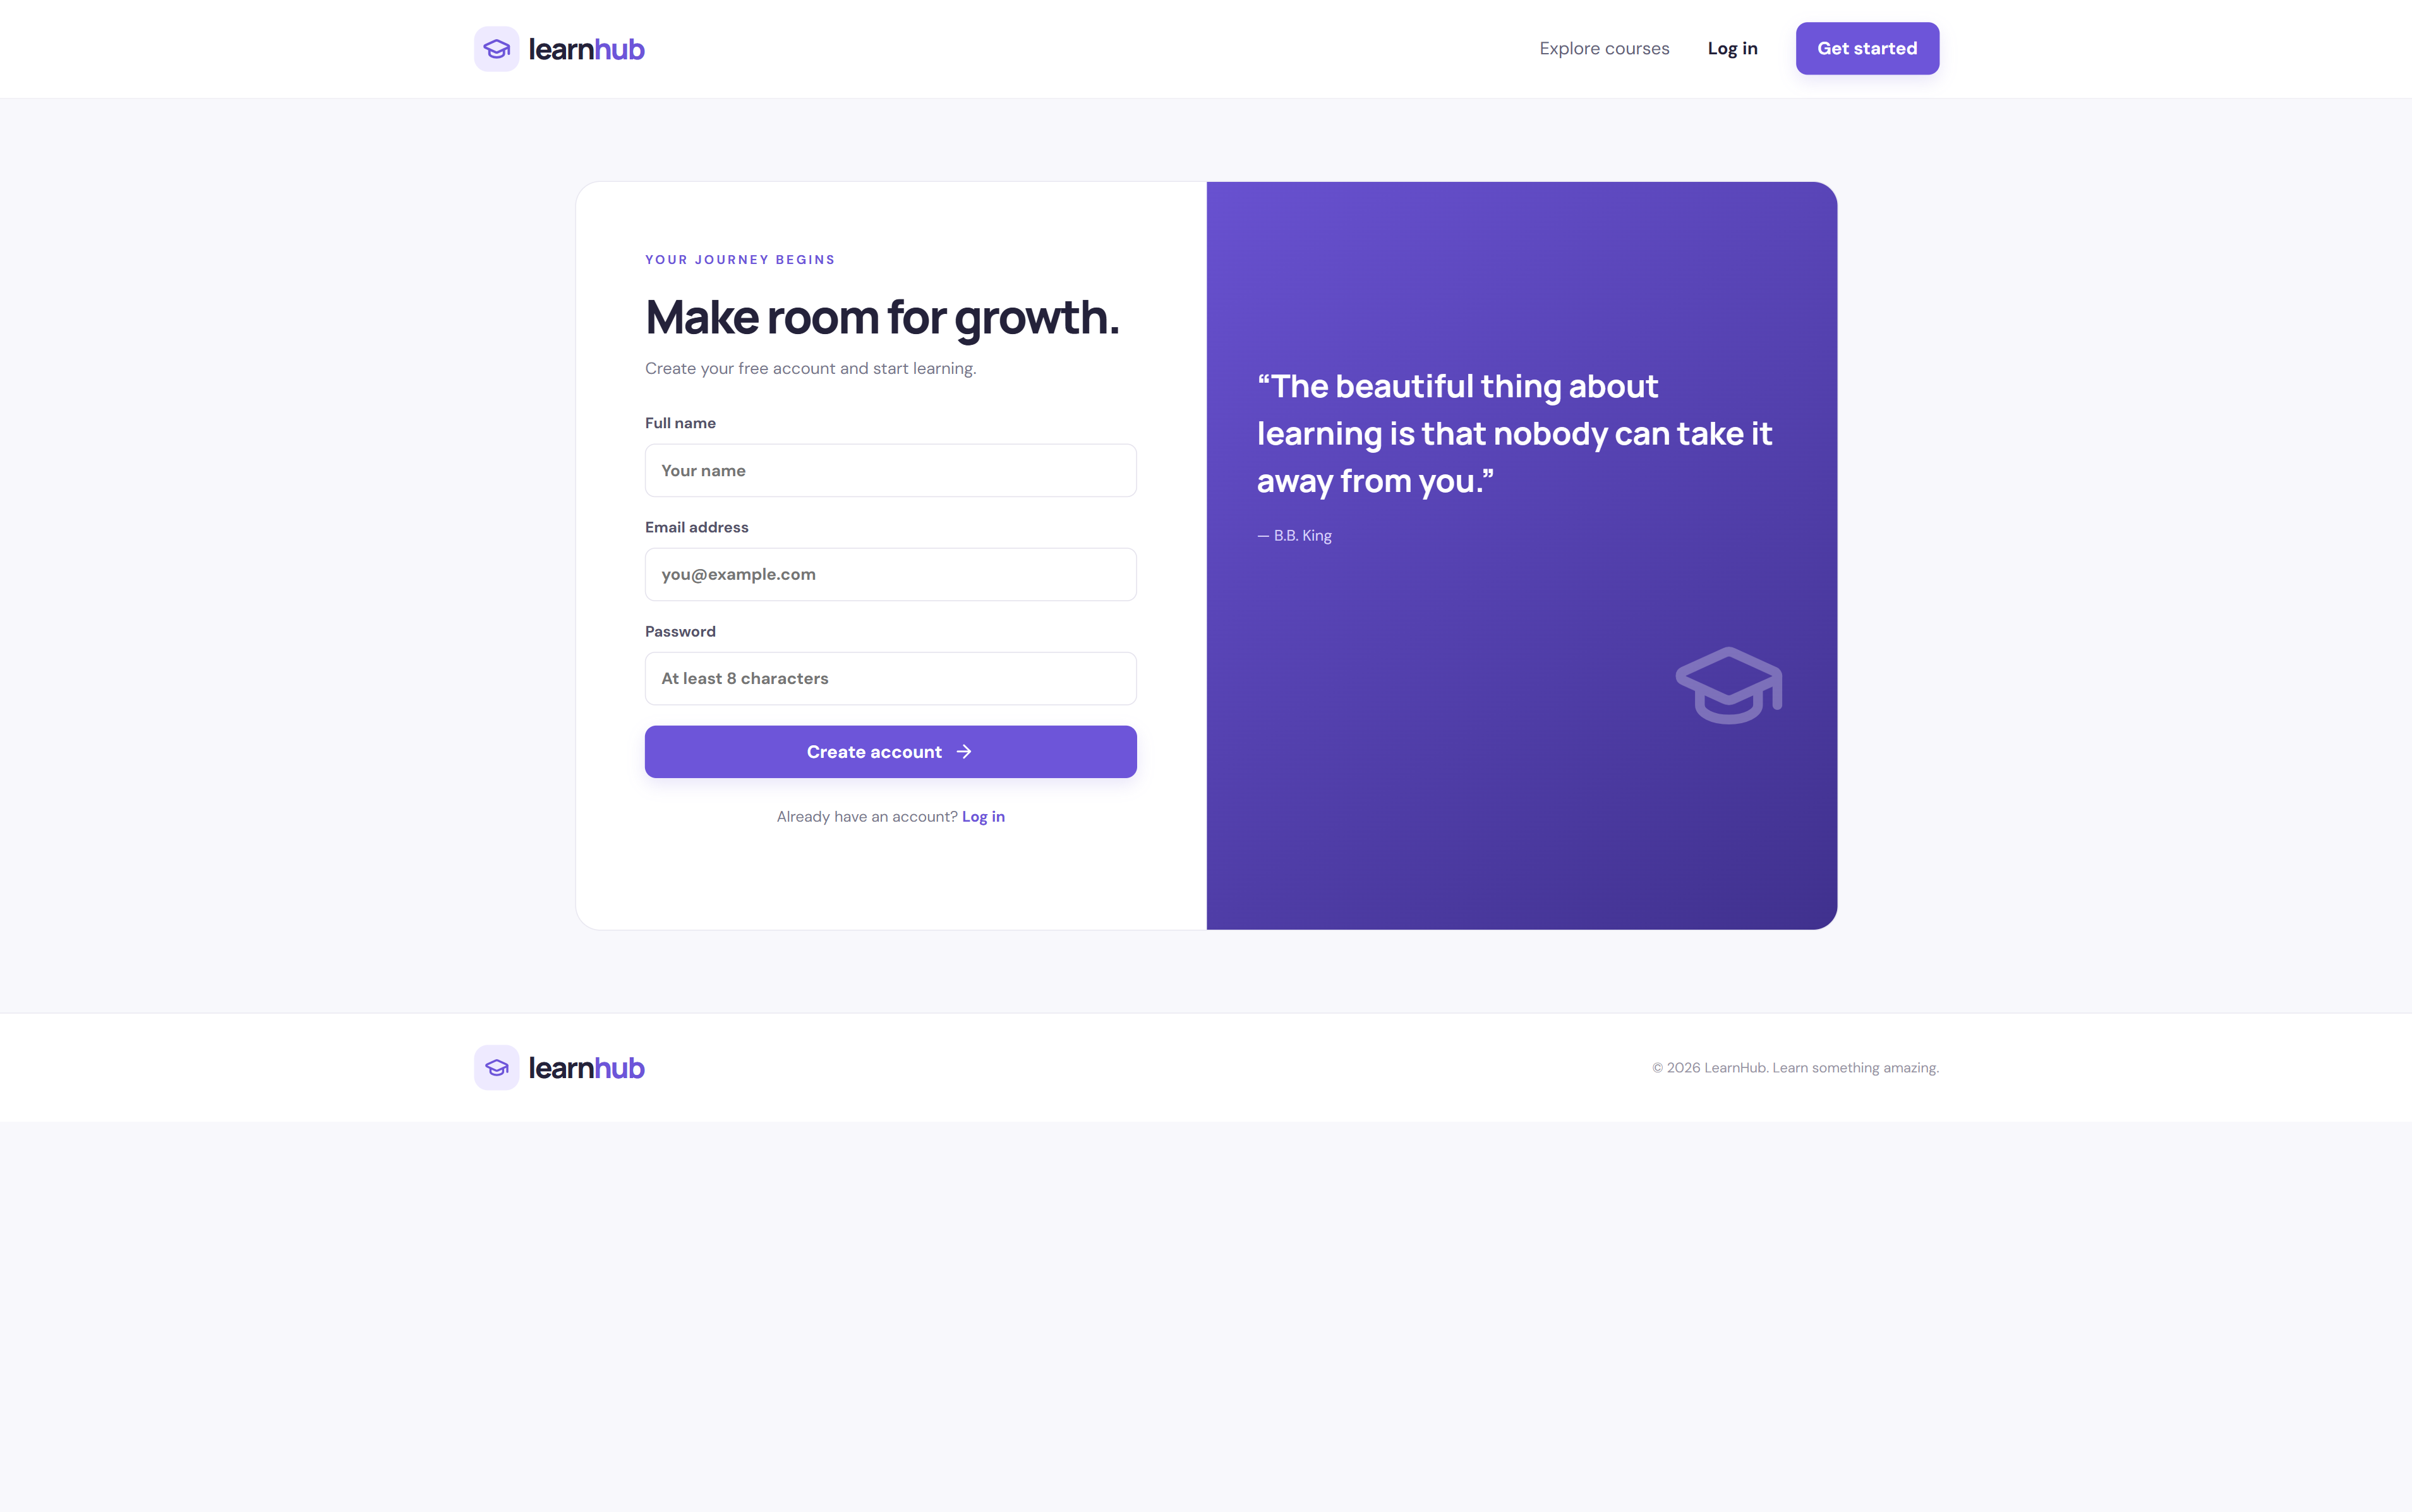 learnhub
Explore courses
Log in
Get started
YOUR JOURNEY BEGINS
Make room for growth.
Create your free account and start learning.
Full name
Your name
Email address
you@example.com
Password
At least 8 characters
Create account →
Already have an account? Log in
“The beautiful thing about
learning is that nobody can take it
away from you.”
— B.B. King
learnhub
© 2026 LearnHub. Learn something amazing.